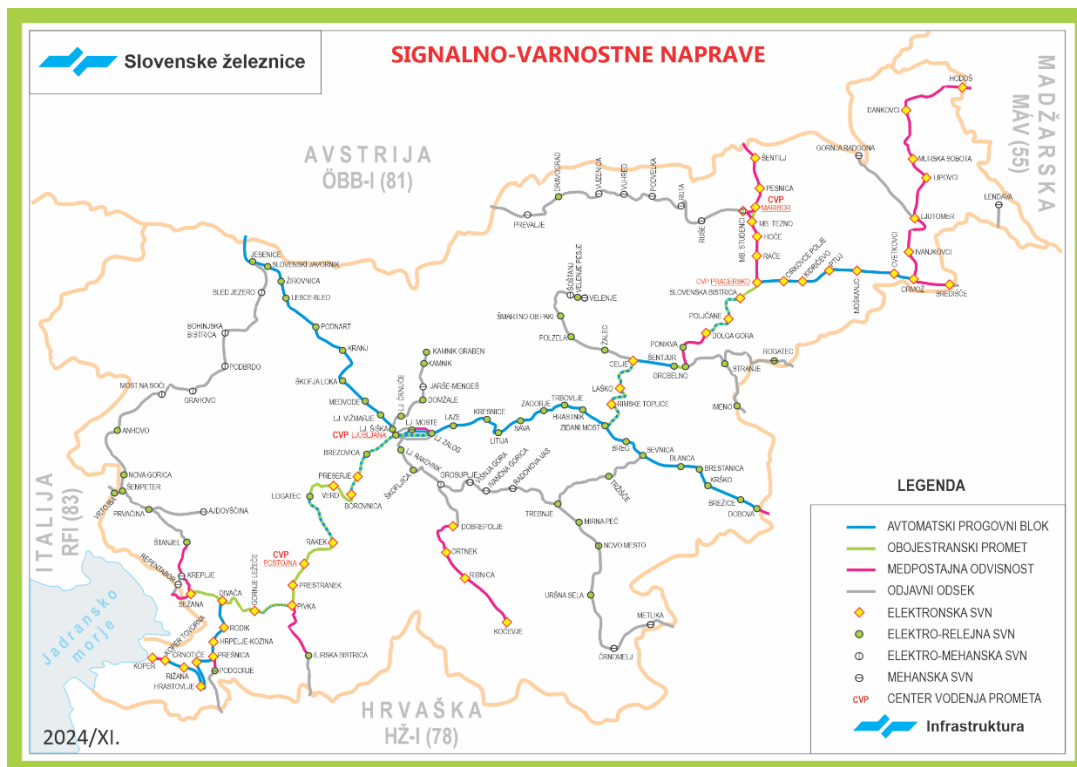 Slovenske železnice
SIGNALNO-VARNOSTNE NAPRAVE
AVSTRIJA
ÖBB-I (81)
MADŽARSKA
MÁV (55)
ITALIJA
RFI (83)
HRVAŠKA
HŽ-I (78)
Jadransko
morje
HODOŠ
DANKOVCI
MURSKA SOBOTA
LIPOVCI
GORNJA RADGONA
LENDAVA
LJUTOMER
IVANJKOVCI
CVETKOVCI
ORMOŽ
SREDIŠČE
MOŠKANJCI
PTUJ
KIDRIČEVO
CIRKOVCE POLJE
ŠENTILJ
PESNICA
CVP
MARIBOR
MB. TEZNO
MB. STUDENCI
HOČE
RAČE
CVP PRAGERSKO
SLOVENSKA BISTRICA
POLJČANE
DOLGA GORA
PONIKVA
GROBELNO
ŠENTJUR
CELJE
STRANJE
ROGATEC
IMENO
RUŠE
RUTA
PODVELKA
VUHRED
VUZENICA
DRAVOGRAD
PREVALJE
ŠOŠTANJ
VELENJE PESJE
VELENJE
ŠMARTNO OB PAKI
POLZELA
ŽALEC
LAŠKO
RIMSKE TOPLICE
ZIDANI MOST
HRASTNIK
TRBOVLJE
ZAGORJE
SAVA
LITIJA
KRESNICE
LAZE
LJ. ZALOG
LJ. MOSTE
CVP LJUBLJANA
LJ. ŠIŠKA
LJ. VIŽMARJE
LJ. ČRNUČE
DOMŽALE
JARŠE-MENGEŠ
KAMNIK
KAMNIK GRABEN
MEDVODE
ŠKOFJA LOKA
KRANJ
PODNART
LESCE-BLED
ŽIROVNICA
SLOVENSKI JAVORNIK
JESENICE
BLED JEZERO
BOHINJSKA
BISTRICA
PODBRDO
GRAHOVO
MOST NA SOČI
ANHOVO
NOVA GORICA
ŠEMPETER
VRTOJBA
PRVAČINA
AJDOVŠČINA
ŠTANJEL
KREPLJE
REPENTABOR
SEŽANA
DIVAČA
GORNJE LEŽEČE
RODIK
HRPELJE-KOZINA
PREŠNICA
PODGORJE
ČRNOTIČE
KOPER TOVORNA
KOPER
RIŽANA
HRASTOVLJE
ILIRSKA BISTRICA
PIVKA
PRESTRANEK
CVP
POSTOJNA
RAKEK
LOGATEC
VERD
BOROVNICA
PRESERJE
BREZOVICA
LJ. RAKOVNIK
ŠKOFLJICA
GROSUPLJE
VIŠNJA GORA
IVANČNA GORICA
RADOHOVA VAS
TREBNJE
TRŽIŠČE
MIRNA PEČ
NOVO MESTO
URŠNA SELA
ČRNOMELJ
METLIKA
DOBREPOLJE
ORTNEK
RIBNICA
KOČEVJE
BREG
SEVNICA
BLANCA
BRESTANICA
KRŠKO
BREŽICE
DOBOVA
LEGENDA
AVTOMATSKI PROGOVNI BLOK
OBOJESTRANSKI PROMET
MEDPOSTAJNA ODVISNOST
ODJAVNI ODSEK
ELEKTRONSKA SVN
ELEKTRO-RELEJNA SVN
ELEKTRO-MEHANSKA SVN
MEHANSKA SVN
CVP CENTER VODENJA PROMETA
Infrastruktura
2024/XI.